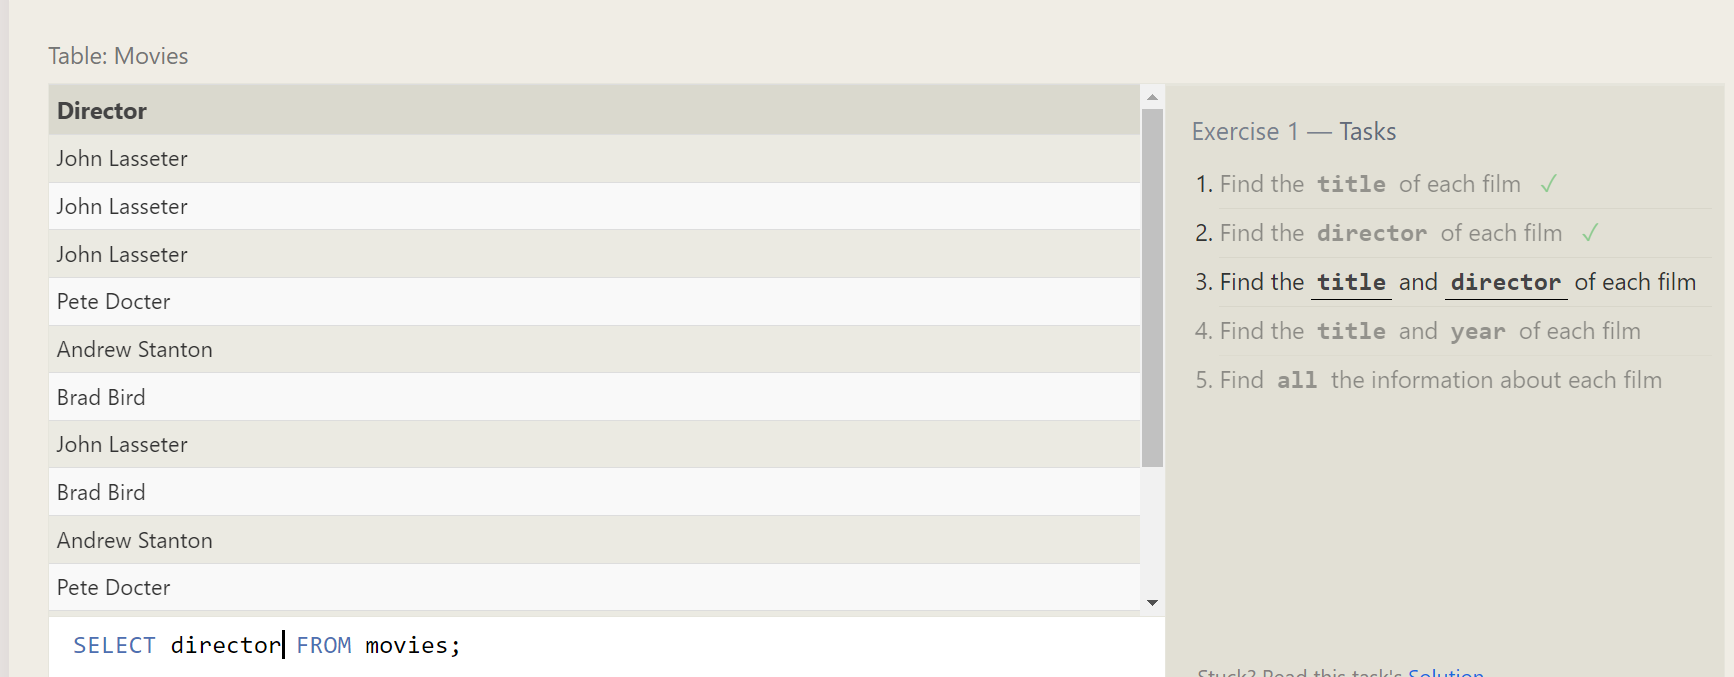 Table: Movies
Director
John Lasseter
John Lasseter
John Lasseter
Pete Docter
Andrew Stanton
Brad Bird
John Lasseter
Brad Bird
Andrew Stanton
Pete Docter
SELECT director FROM movies;
Exercise 1 — Tasks
1. Find the title of each film ✓
2. Find the director of each film ✓
3. Find the title and director of each film
4. Find the title and year of each film
5. Find all the information about each film
Stuck? Read this task's Solution